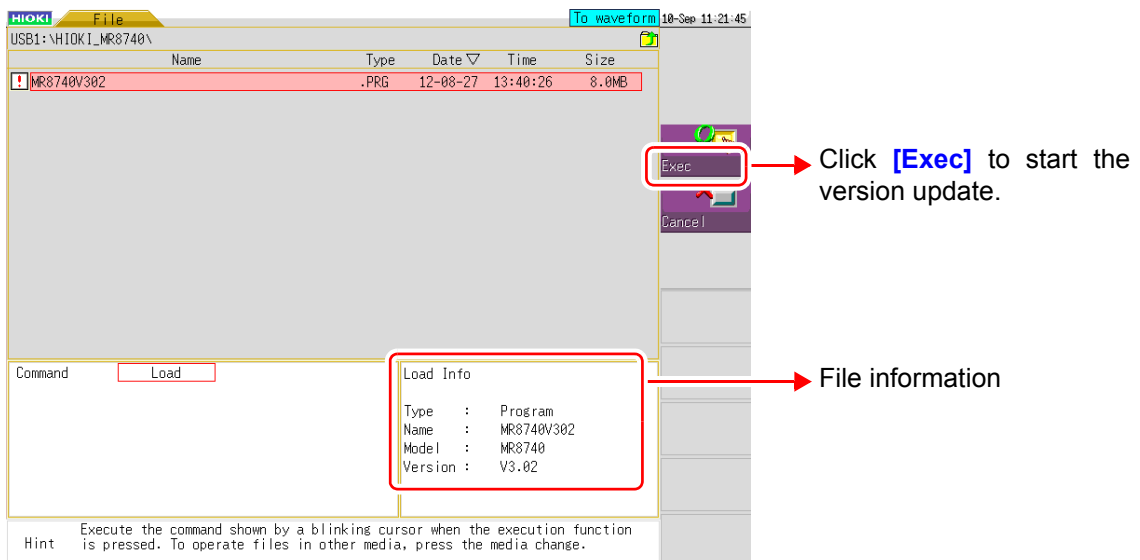 HIOKI File To waveform 10-Sep 11:21:45
USB1:\HIOKI_MR8740\
Name Type Date▽ Time Size
! MR8740V302 .PRG 12-08-27 13:40:26 8.0MB
Exec
Click [Exec] to start the
version update.
Cancel
Command Load
Load Info
Type : Program
Name : MR8740V302
Model : MR8740
Version : V3.02
File information
Hint Execute the command shown by a blinking cursor when the execution function
is pressed. To operate files in other media, press the media change.